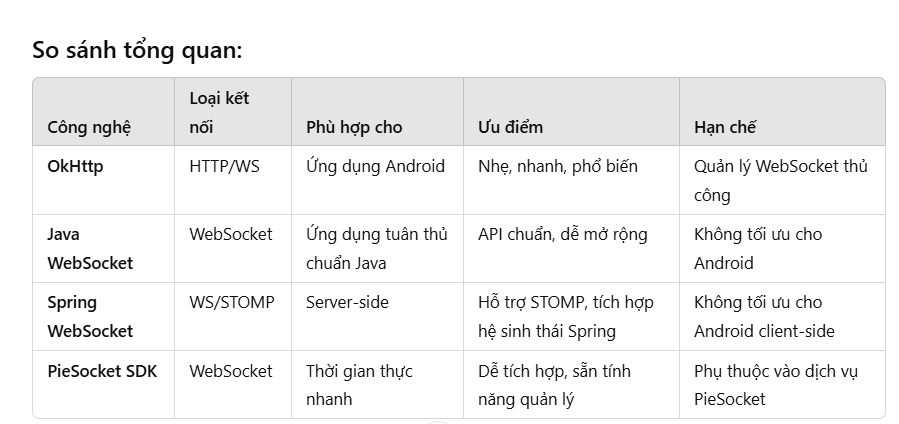 So sánh tổng quan:
Công nghệ Loại kết nối Phù hợp cho Ưu điểm Hạn chế
OkHttp HTTP/WS Ứng dụng Android Nhẹ, nhanh, phổ biến Quản lý WebSocket thủ công
Java WebSocket WebSocket Ứng dụng tuân thủ chuẩn Java API chuẩn, dễ mở rộng Không tối ưu cho Android
Spring WebSocket WS/STOMP Server-side Hỗ trợ STOMP, tích hợp hệ sinh thái Spring Không tối ưu cho Android client-side
PieSocket SDK WebSocket Thời gian thực nhanh Dễ tích hợp, sẵn tính năng quản lý Phụ thuộc vào dịch vụ PieSocket